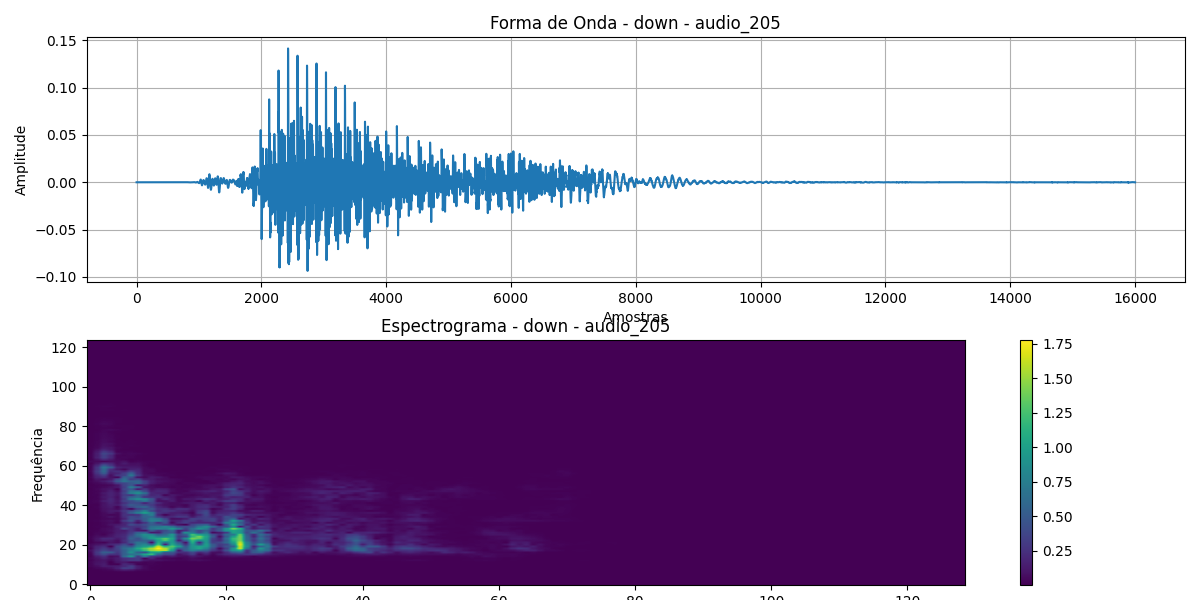 Forma de Onda - down - audio_205
0.15
0.10
0.05
0.00
−0.05
−0.10
Amplitude
0 2000 4000 6000 8000 10000 12000 14000 16000
Amostras
Espectrograma - down - audio_205
120
100
80
60
40
20
0
Frequência
0 20 40 60 80 100 120
1.75
1.50
1.25
1.00
0.75
0.50
0.25